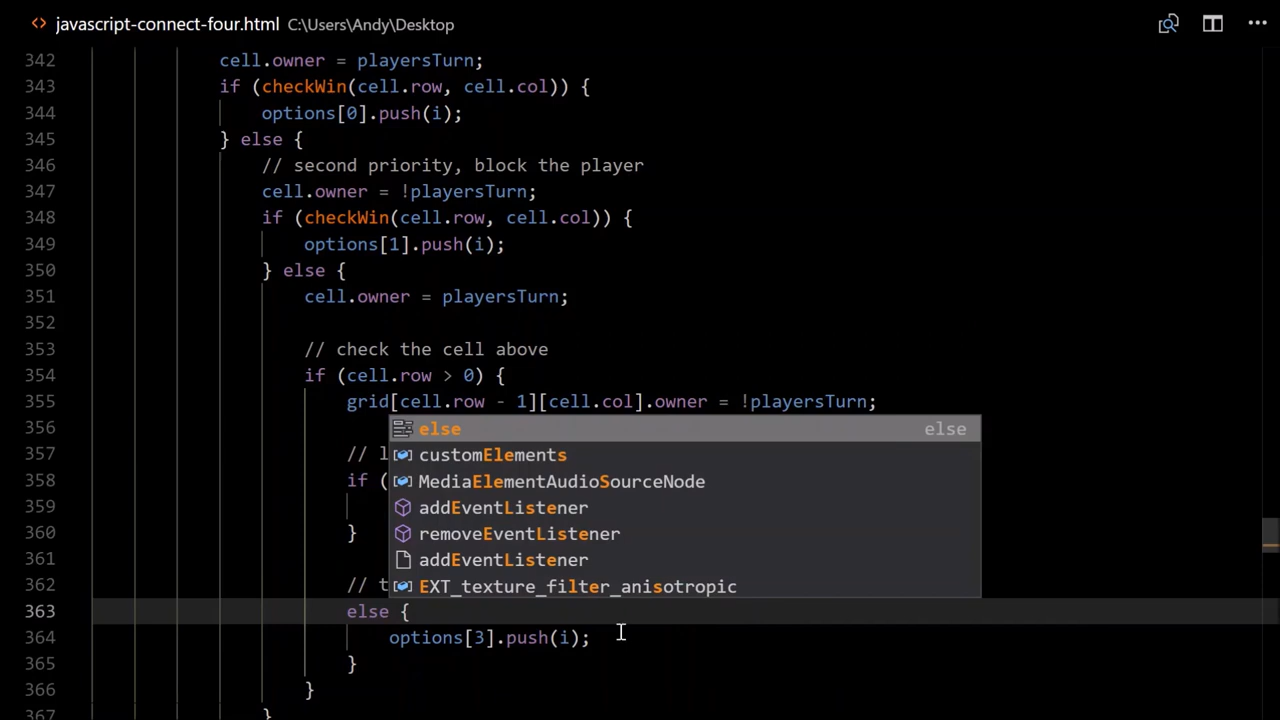 <> javascript-connect-four.html C:\Users\Andy\Desktop
342 cell.owner = playersTurn;
343 if (checkWin(cell.row, cell.col)) {
344 options[0].push(i);
345 } else {
346 // second priority, block the player
347 cell.owner = !playersTurn;
348 if (checkWin(cell.row, cell.col)) {
349 options[1].push(i);
350 } else {
351 cell.owner = playersTurn;
352
353 // check the cell above
354 if (cell.row > 0) {
355 grid[cell.row - 1][cell.col].owner = !playersTurn;
356 else else
customElements
357 // l
MediaElementAudioSourceNode
358 if (
addEventListener
359
removeEventListener
360 }
addEventListener
361
EXT_texture_filter_anisotropic
362 // t
363 else {
364 options[3].push(i);
365 }
366 }
367 }